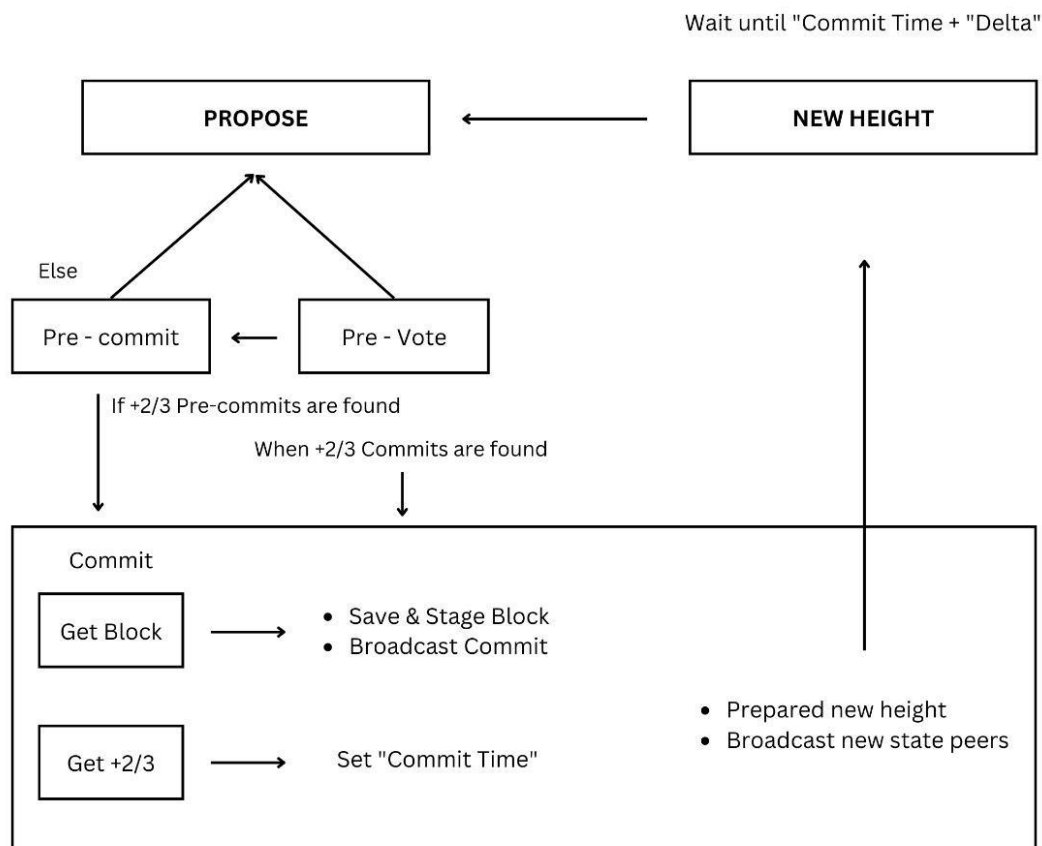 Wait until "Commit Time + "Delta"
PROPOSE
NEW HEIGHT
Else
Pre - commit
Pre - Vote
If +2/3 Pre-commits are found
When +2/3 Commits are found
Commit
Get Block
• Save & Stage Block
• Broadcast Commit
• Prepared new height
• Broadcast new state peers
Get +2/3
Set "Commit Time"